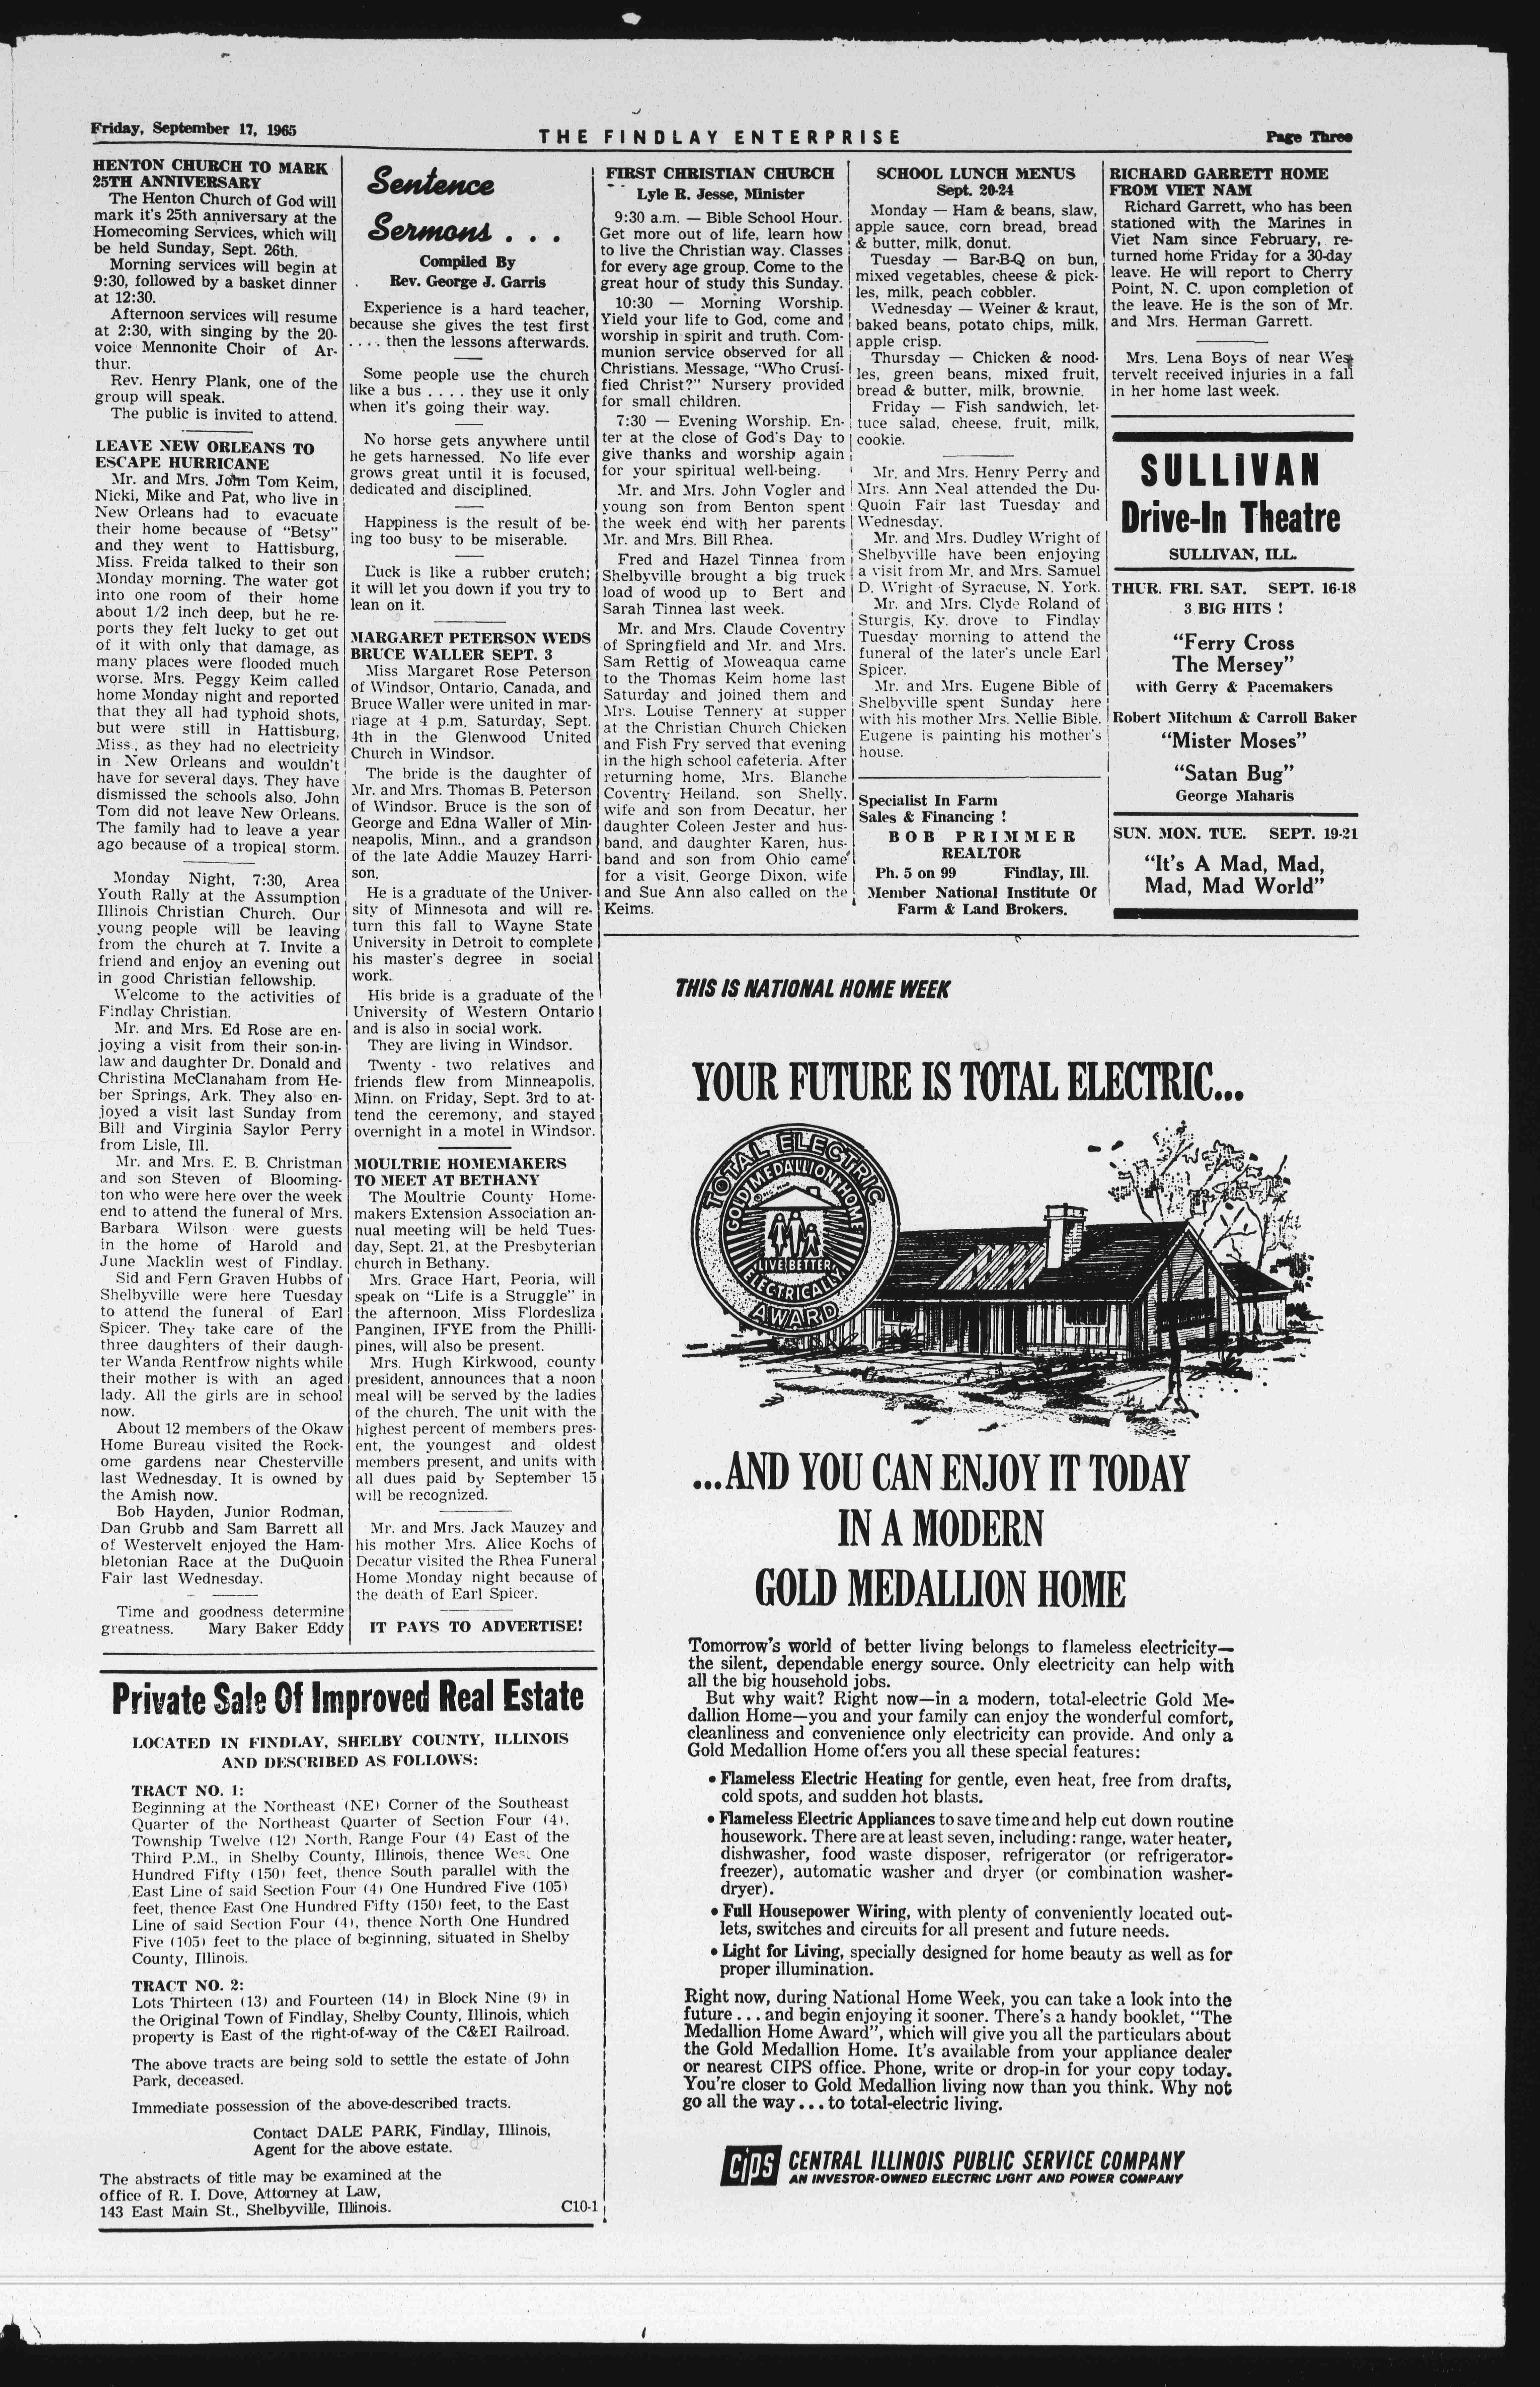 Friday, September 17, 1965
THE FINDLAY ENTERPRISE
Page Three
HENTON CHURCH TO MARK
25TH ANNIVERSARY
The Henton Church of God will
mark it's 25th anniversary at the
Homecoming Services, which will
be held Sunday, Sept. 26th.
Morning services will begin at
9:30, followed by a basket dinner
at 12:30.
Afternoon services will resume
at 2:30, with singing by the 20-
voice Mennonite Choir of Ar-
thur.
Rev. Henry Plank, one of the
group will speak.
The public is invited to attend.
LEAVE NEW ORLEANS TO
ESCAPE HURRICANE
Mr. and Mrs. John Tom Keim,
Nicki, Mike and Pat, who live in
New Orleans had to evacuate
their home because of "Betsy"
and they went to Hattisburg,
Miss. Freida talked to their son
Monday morning. The water got
into one room of their home
about 1/2 inch deep, but he re-
ports they felt lucky to get out
of it with only that damage, as
many places were flooded much
worse. Mrs. Peggy Keim called
home Monday night and reported
that they all had typhoid shots,
but were still in Hattisburg,
Miss., as they had no electricity
in New Orleans and wouldn't
have for several days. They have
dismissed the schools also. John
Tom did not leave New Orleans.
The family had to leave a year
ago because of a tropical storm.
Monday Night, 7:30, Area
Youth Rally at the Assumption
Illinois Christian Church. Our
young people will be leaving
from the church at 7. Invite a
friend and enjoy an evening out
in good Christian fellowship.
Welcome to the activities of
Findlay Christian.
Mr. and Mrs. Ed Rose are en-
joying a visit from their son-in-
law and daughter Dr. Donald and
Christina McClanaham from He-
ber Springs, Ark. They also en-
joyed a visit last Sunday from
Bill and Virginia Saylor Perry
from Lisle, Ill.
Mr. and Mrs. E. B. Christman
and son Steven of Blooming-
ton who were here over the week
end to attend the funeral of Mrs.
Barbara Wilson were guests
in the home of Harold and
June Macklin west of Findlay.
Sid and Fern Graven Hubbs of
Shelbyville were here Tuesday
to attend the funeral of Earl
Spicer. They take care of the
three daughters of their daugh-
ter Wanda Rentfrow nights while
their mother is with an aged
lady. All the girls are in school
now.
About 12 members of the Okaw
Home Bureau visited the Rock-
ome gardens near Chesterville
last Wednesday. It is owned by
the Amish now.
Bob Hayden, Junior Rodman,
Dan Grubb and Sam Barrett all
of Westervelt enjoyed the Ham-
bletonian Race at the DuQuoin
Fair last Wednesday.
Time and goodness determine
greatness. Mary Baker Eddy
Sentence
Sermons . . .
Compiled By
Rev. George J. Garris
Experience is a hard teacher,
because she gives the test first
. . . . then the lessons afterwards.
Some people use the church
like a bus . . . . they use it only
when it's going their way.
No horse gets anywhere until
he gets harnessed. No life ever
grows great until it is focused,
dedicated and disciplined.
Happiness is the result of be-
ing too busy to be miserable.
Luck is like a rubber crutch;
it will let you down if you try to
lean on it.
MARGARET PETERSON WEDS
BRUCE WALLER SEPT. 3
Miss Margaret Rose Peterson
of Windsor, Ontario, Canada, and
Bruce Waller were united in mar-
riage at 4 p.m. Saturday, Sept.
4th in the Glenwood United
Church in Windsor.
The bride is the daughter of
Mr. and Mrs. Thomas B. Peterson
of Windsor. Bruce is the son of
George and Edna Waller of Min-
neapolis, Minn., and a grandson
of the late Addie Mauzey Harri-
son.
He is a graduate of the Univer-
sity of Minnesota and will re-
turn this fall to Wayne State
University in Detroit to complete
his master's degree in social
work.
His bride is a graduate of the
University of Western Ontario
and is also in social work.
They are living in Windsor.
Twenty - two relatives and
friends flew from Minneapolis,
Minn. on Friday, Sept. 3rd to at-
tend the ceremony, and stayed
overnight in a motel in Windsor.
MOULTRIE HOMEMAKERS
TO MEET AT BETHANY
The Moultrie County Home-
makers Extension Association an-
nual meeting will be held Tues-
day, Sept. 21, at the Presbyterian
church in Bethany.
Mrs. Grace Hart, Peoria, will
speak on "Life is a Struggle" in
the afternoon. Miss Flordesliza
Panginen, IFYE from the Philli-
pines, will also be present.
Mrs. Hugh Kirkwood, county
president, announces that a noon
meal will be served by the ladies
of the church. The unit with the
highest percent of members pres-
ent, the youngest and oldest
members present, and units with
all dues paid by September 15
will be recognized.
Mr. and Mrs. Jack Mauzey and
his mother Mrs. Alice Kochs of
Decatur visited the Rhea Funeral
Home Monday night because of
the death of Earl Spicer.
IT PAYS TO ADVERTISE!
FIRST CHRISTIAN CHURCH
Lyle R. Jesse, Minister
9:30 a.m. — Bible School Hour.
Get more out of life, learn how
to live the Christian way. Classes
for every age group. Come to the
great hour of study this Sunday.
10:30 — Morning Worship.
Yield your life to God, come and
worship in spirit and truth. Com-
munion service observed for all
Christians. Message, "Who Crusi-
fied Christ?" Nursery provided
for small children.
7:30 — Evening Worship. En-
ter at the close of God's Day to
give thanks and worship again
for your spiritual well-being.
Mr. and Mrs. John Vogler and
young son from Benton spent
the week end with her parents
Mr. and Mrs. Bill Rhea.
Fred and Hazel Tinnea from
Shelbyville brought a big truck
load of wood up to Bert and
Sarah Tinnea last week.
Mr. and Mrs. Claude Coventry
of Springfield and Mr. and Mrs.
Sam Rettig of Moweaqua came
to the Thomas Keim home last
Saturday and joined them and
Mrs. Louise Tennery at supper
at the Christian Church Chicken
and Fish Fry served that evening
in the high school cafeteria. After
returning home, Mrs. Blanche
Coventry Heiland, son Shelly,
wife and son from Decatur, her
daughter Coleen Jester and hus-
band, and daughter Karen, hus-
band and son from Ohio came
for a visit. George Dixon, wife
and Sue Ann also called on the
Keims.
SCHOOL LUNCH MENUS
Sept. 20-24
Monday — Ham & beans, slaw,
apple sauce, corn bread, bread
& butter, milk, donut.
Tuesday — Bar-B-Q on bun,
mixed vegetables, cheese & pick-
les, milk, peach cobbler.
Wednesday — Weiner & kraut,
baked beans, potato chips, milk,
apple crisp.
Thursday — Chicken & nood-
les, green beans, mixed fruit,
bread & butter, milk, brownie.
Friday — Fish sandwich, let-
tuce salad, cheese, fruit, milk,
cookie.
Mr. and Mrs. Henry Perry and
Mrs. Ann Neal attended the Du-
Quoin Fair last Tuesday and
Wednesday.
Mr. and Mrs. Dudley Wright of
Shelbyville have been enjoying
a visit from Mr. and Mrs. Samuel
D. Wright of Syracuse, N. York.
Mr. and Mrs. Clyde Roland of
Sturgis, Ky. drove to Findlay
Tuesday morning to attend the
funeral of the later's uncle Earl
Spicer.
Mr. and Mrs. Eugene Bible of
Shelbyville spent Sunday here
with his mother Mrs. Nellie Bible.
Eugene is painting his mother's
house.
Specialist In Farm
Sales & Financing !
BOB PRIMMER
REALTOR
Ph. 5 on 99 Findlay, Ill.
Member National Institute Of
Farm & Land Brokers.
RICHARD GARRETT HOME
FROM VIET NAM
Richard Garrett, who has been
stationed with the Marines in
Viet Nam since February, re-
turned home Friday for a 30-day
leave. He will report to Cherry
Point, N. C. upon completion of
the leave. He is the son of Mr.
and Mrs. Herman Garrett.
Mrs. Lena Boys of near Wes
tervelt received injuries in a fall
in her home last week.
SULLIVAN
Drive-In Theatre
SULLIVAN, ILL.
THUR. FRI. SAT. SEPT. 16-18
3 BIG HITS !
"Ferry Cross
The Mersey"
with Gerry & Pacemakers
Robert Mitchum & Carroll Baker
"Mister Moses"
"Satan Bug"
George Maharis
SUN. MON. TUE. SEPT. 19-21
"It's A Mad, Mad,
Mad, Mad World"
Private Sale Of Improved Real Estate
LOCATED IN FINDLAY, SHELBY COUNTY, ILLINOIS
AND DESCRIBED AS FOLLOWS:
TRACT NO. 1:
Beginning at the Northeast (NE) Corner of the Southeast
Quarter of the Northeast Quarter of Section Four (4),
Township Twelve (12) North, Range Four (4) East of the
Third P.M., in Shelby County, Illinois, thence West One
Hundred Fifty (150) feet, thence South parallel with the
East Line of said Section Four (4) One Hundred Five (105)
feet, thence East One Hundred Fifty (150) feet, to the East
Line of said Section Four (4), thence North One Hundred
Five (105) feet to the place of beginning, situated in Shelby
County, Illinois.
TRACT NO. 2:
Lots Thirteen (13) and Fourteen (14) in Block Nine (9) in
the Original Town of Findlay, Shelby County, Illinois, which
property is East of the right-of-way of the C&EI Railroad.
The above tracts are being sold to settle the estate of John
Park, deceased.
Immediate possession of the above-described tracts.
Contact DALE PARK, Findlay, Illinois,
Agent for the above estate.
The abstracts of title may be examined at the
office of R. I. Dove, Attorney at Law,
143 East Main St., Shelbyville, Illinois. C10-1
THIS IS NATIONAL HOME WEEK
YOUR FUTURE IS TOTAL ELECTRIC...
TOTAL ELECTRIC
GOLD MEDALLION HOME
LIVE BETTER
ELECTRICALLY
AWARD
...AND YOU CAN ENJOY IT TODAY
IN A MODERN
GOLD MEDALLION HOME
Tomorrow's world of better living belongs to flameless electricity—
the silent, dependable energy source. Only electricity can help with
all the big household jobs.
But why wait? Right now—in a modern, total-electric Gold Me-
dallion Home—you and your family can enjoy the wonderful comfort,
cleanliness and convenience only electricity can provide. And only a
Gold Medallion Home offers you all these special features:
• Flameless Electric Heating for gentle, even heat, free from drafts,
cold spots, and sudden hot blasts.
• Flameless Electric Appliances to save time and help cut down routine
housework. There are at least seven, including: range, water heater,
dishwasher, food waste disposer, refrigerator (or refrigerator-
freezer), automatic washer and dryer (or combination washer-
dryer).
• Full Housepower Wiring, with plenty of conveniently located out-
lets, switches and circuits for all present and future needs.
• Light for Living, specially designed for home beauty as well as for
proper illumination.
Right now, during National Home Week, you can take a look into the
future ... and begin enjoying it sooner. There's a handy booklet, "The
Medallion Home Award", which will give you all the particulars about
the Gold Medallion Home. It's available from your appliance dealer
or nearest CIPS office. Phone, write or drop-in for your copy today.
You're closer to Gold Medallion living now than you think. Why not
go all the way ... to total-electric living.
CIPS CENTRAL ILLINOIS PUBLIC SERVICE COMPANY
AN INVESTOR-OWNED ELECTRIC LIGHT AND POWER COMPANY